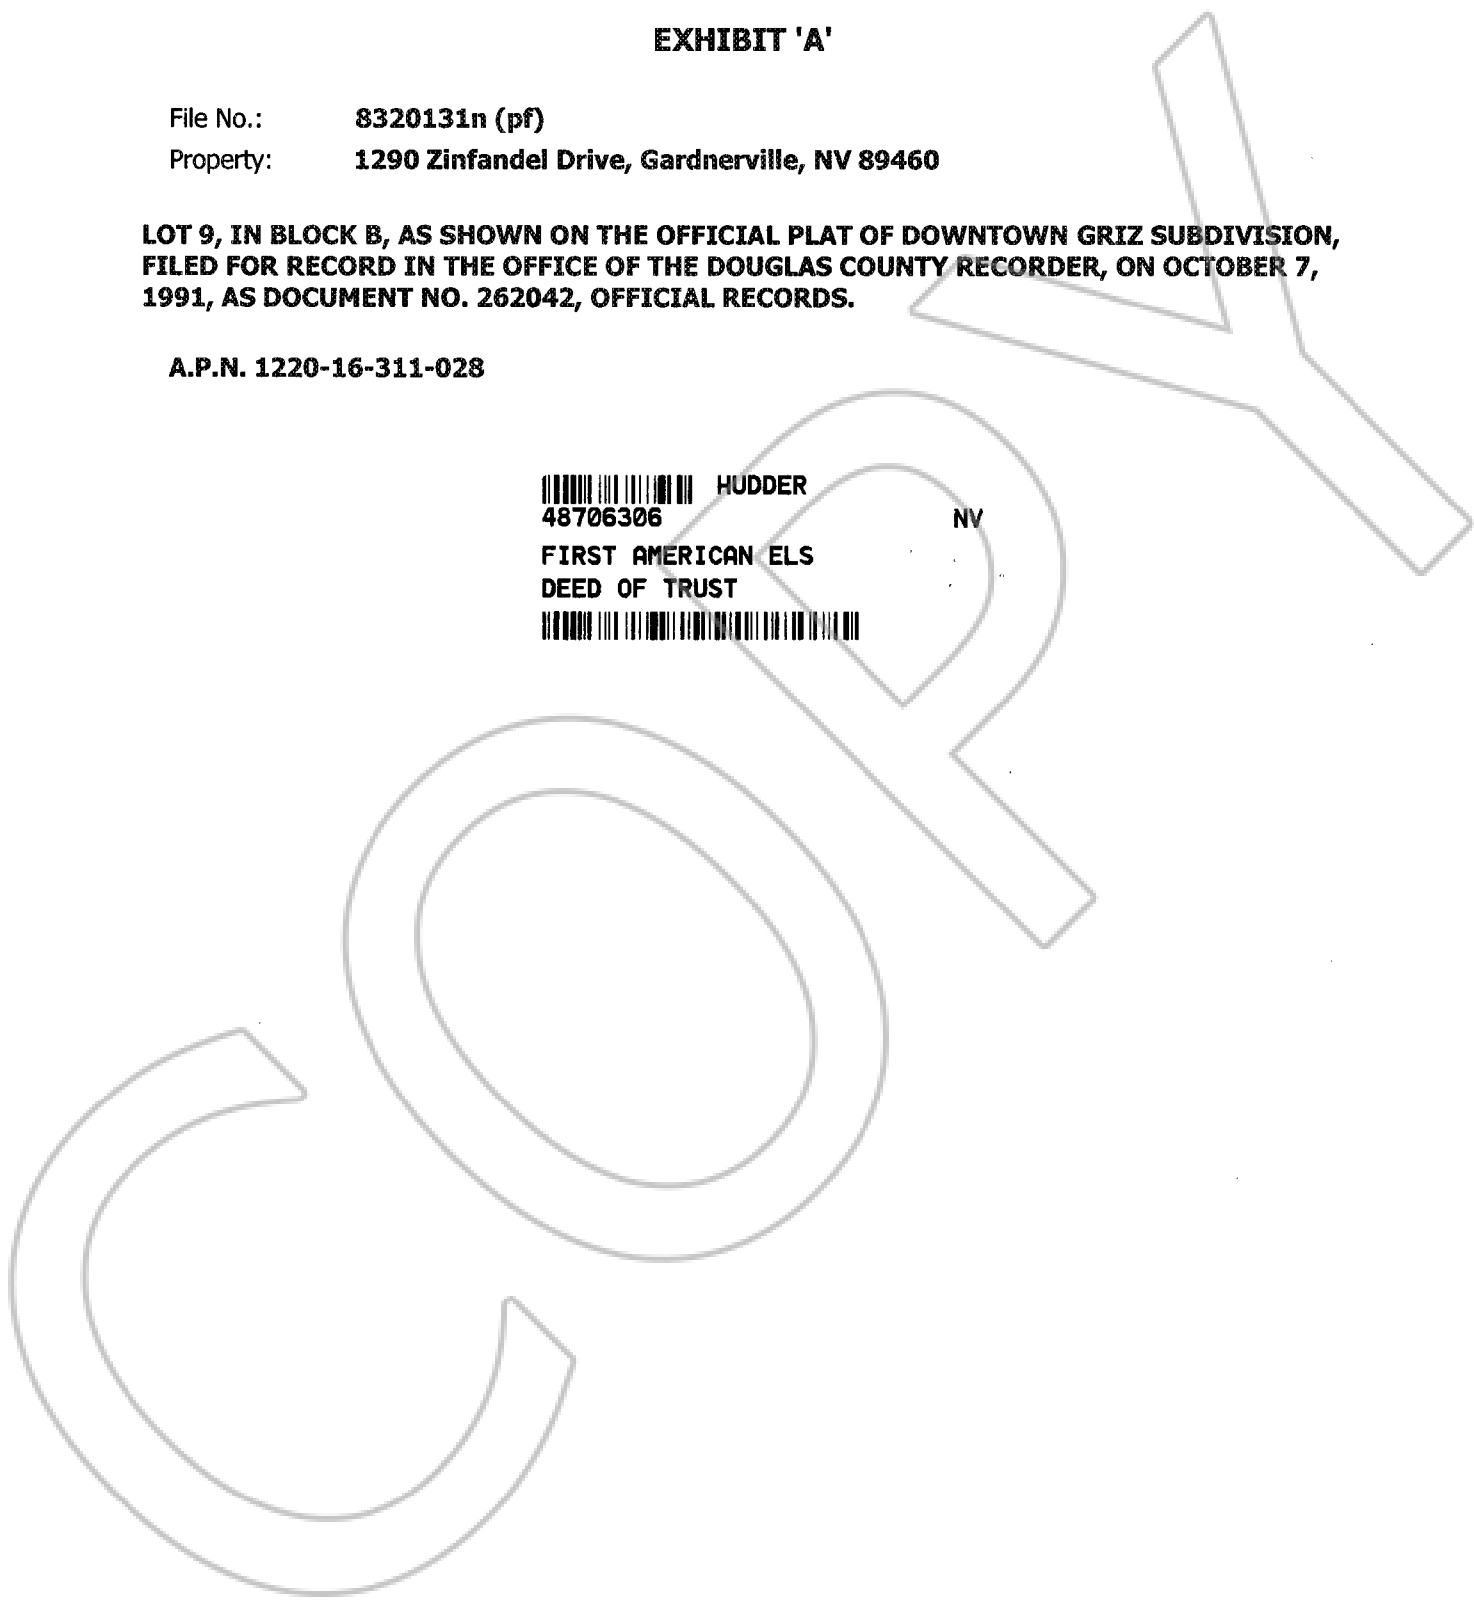 EXHIBIT 'A'
File No.: 8320131n (pf)
Property: 1290 Zinfandel Drive, Gardnerville, NV 89460
LOT 9, IN BLOCK B, AS SHOWN ON THE OFFICIAL PLAT OF DOWNTOWN GRIZ SUBDIVISION,
FILED FOR RECORD IN THE OFFICE OF THE DOUGLAS COUNTY RECORDER, ON OCTOBER 7,
1991, AS DOCUMENT NO. 262042, OFFICIAL RECORDS.
A.P.N. 1220-16-311-028
HUDDER
48706306 NV
FIRST AMERICAN ELS
DEED OF TRUST
COPY